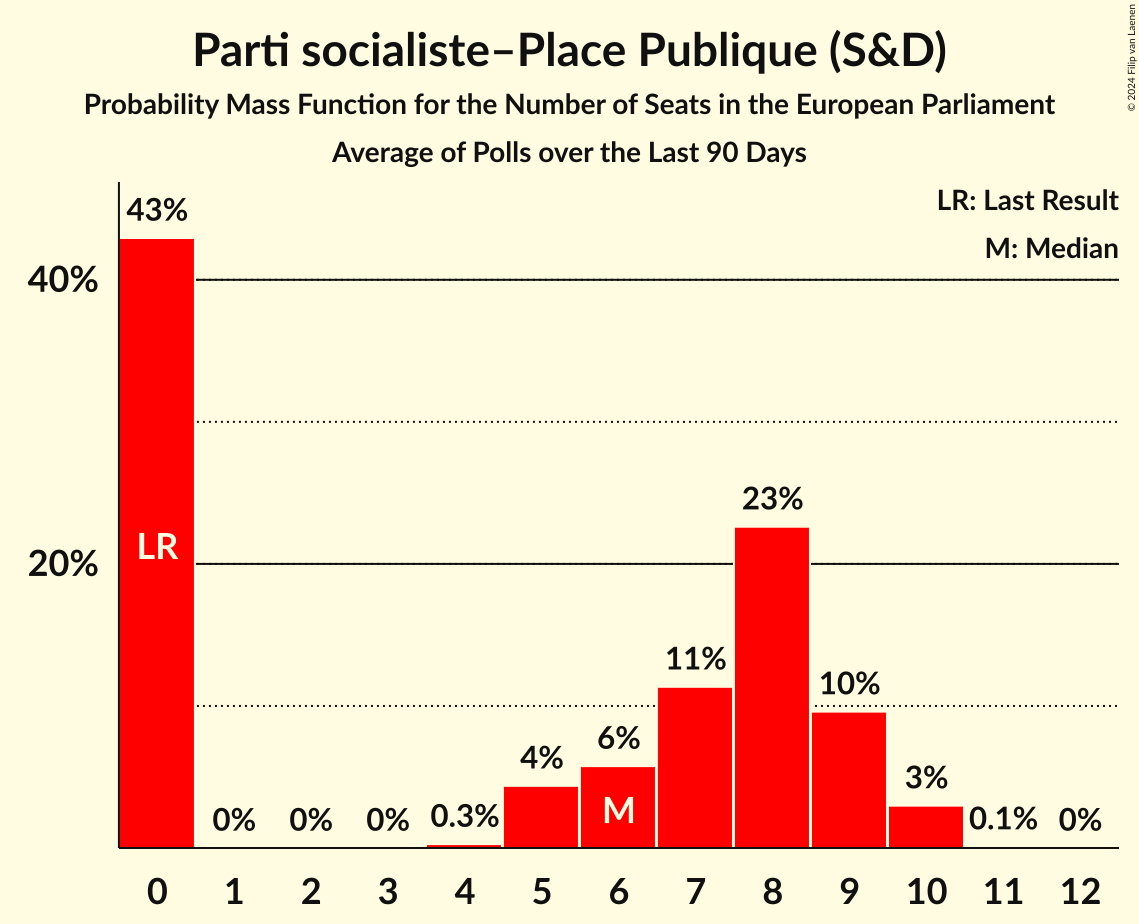 Parti socialiste–Place Publique (S&D)
Probability Mass Function for the Number of Seats in the European Parliament
Average of Polls over the Last 90 Days
© 2024 Filip van Laenen
LR: Last Result
M: Median
43%
40%
23%
LR
20%
11%
10%
6%
4%
3%
M
0% 0% 0% 0.3% 0.1% 0%
0 1 2 3 4 5 6 7 8 9 10 11 12